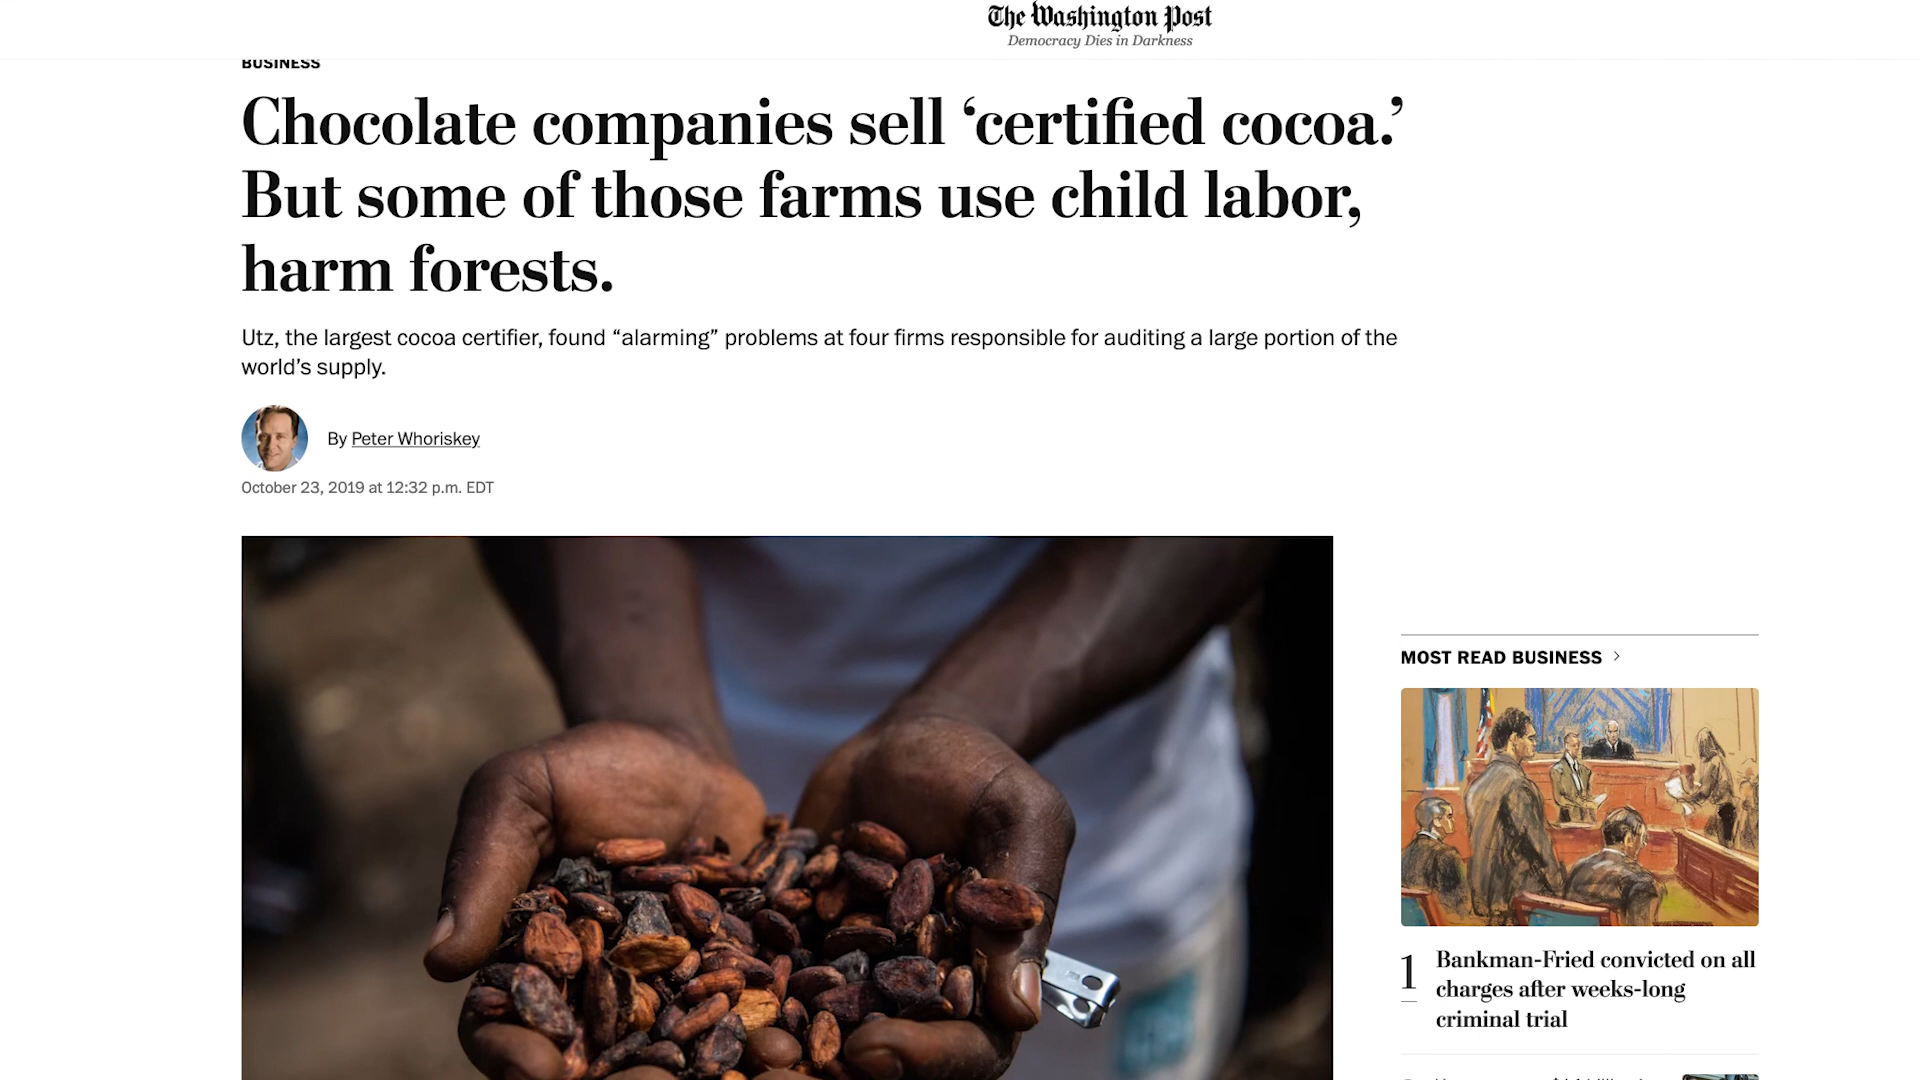 The Washington Post
Democracy Dies in Darkness
BUSINESS
Chocolate companies sell ‘certified cocoa.’
But some of those farms use child labor,
harm forests.
Utz, the largest cocoa certifier, found “alarming” problems at four firms responsible for auditing a large portion of the
world’s supply.
By Peter Whoriskey
October 23, 2019 at 12:32 p.m. EDT
MOST READ BUSINESS >
1
Bankman-Fried convicted on all
charges after weeks-long
criminal trial